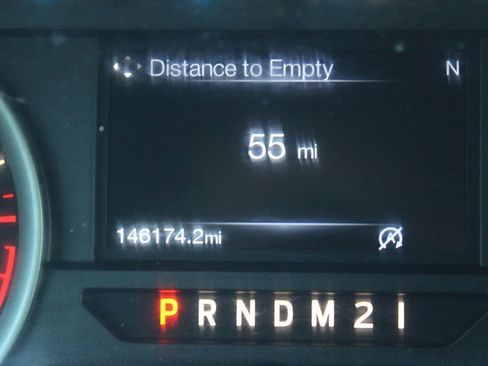 Distance to Empty N
55 mi
146174.2mi
P R N D M 2 1